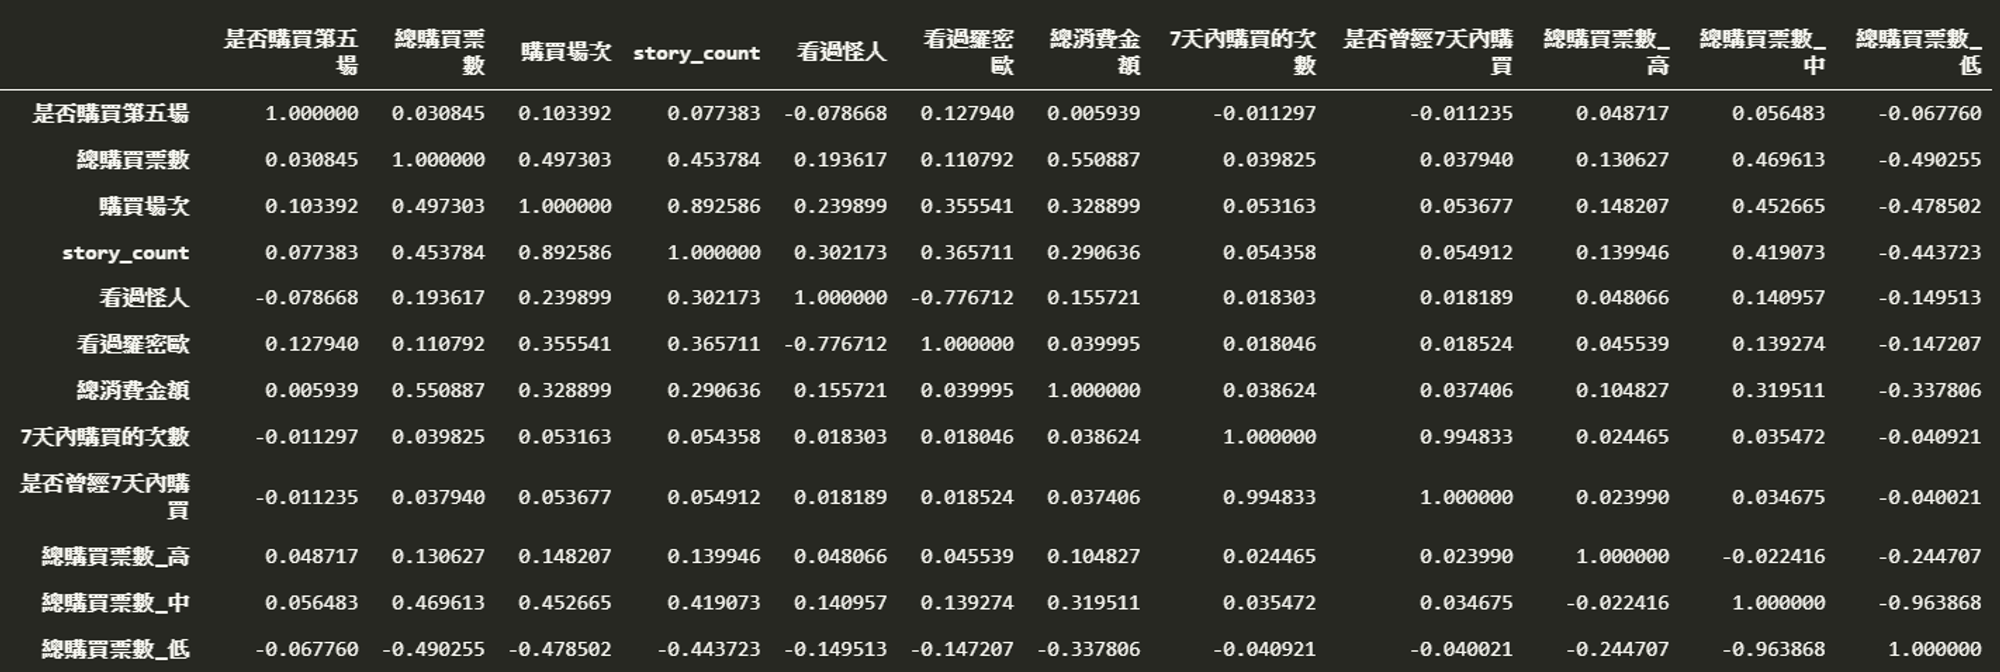 是否購買第五場 總購買票數 購買場次 story_count 看過怪人 看過羅密歐 總消費金額 7天內購買的次數 是否曾經7天內購買 總購買票數_高 總購買票數_中 總購買票數_低
是否購買第五場 1.000000 0.030845 0.103392 0.077383 -0.078668 0.127940 0.005939 -0.011297 -0.011235 0.048717 0.056483 -0.067760
總購買票數 0.030845 1.000000 0.497303 0.453784 0.193617 0.110792 0.550887 0.039825 0.037940 0.130627 0.469613 -0.490255
購買場次 0.103392 0.497303 1.000000 0.892586 0.239899 0.355541 0.328899 0.053163 0.053677 0.148207 0.452665 -0.478502
story_count 0.077383 0.453784 0.892586 1.000000 0.302173 0.365711 0.290636 0.054358 0.054912 0.139946 0.419073 -0.443723
看過怪人 -0.078668 0.193617 0.239899 0.302173 1.000000 -0.776712 0.155721 0.018303 0.018189 0.048066 0.140957 -0.149513
看過羅密歐 0.127940 0.110792 0.355541 0.365711 -0.776712 1.000000 0.039995 0.018046 0.018524 0.045539 0.139274 -0.147207
總消費金額 0.005939 0.550887 0.328899 0.290636 0.155721 0.039995 1.000000 0.038624 0.037406 0.104827 0.319511 -0.337806
7天內購買的次數 -0.011297 0.039825 0.053163 0.054358 0.018303 0.018046 0.038624 1.000000 0.994833 0.024465 0.035472 -0.040921
是否曾經7天內購買 -0.011235 0.037940 0.053677 0.054912 0.018189 0.018524 0.037406 0.994833 1.000000 0.023990 0.034675 -0.040021
總購買票數_高 0.048717 0.130627 0.148207 0.139946 0.048066 0.045539 0.104827 0.024465 0.023990 1.000000 -0.022416 -0.244707
總購買票數_中 0.056483 0.469613 0.452665 0.419073 0.140957 0.139274 0.319511 0.035472 0.034675 -0.022416 1.000000 -0.963868
總購買票數_低 -0.067760 -0.490255 -0.478502 -0.443723 -0.149513 -0.147207 -0.337806 -0.040921 -0.040021 -0.244707 -0.963868 1.000000